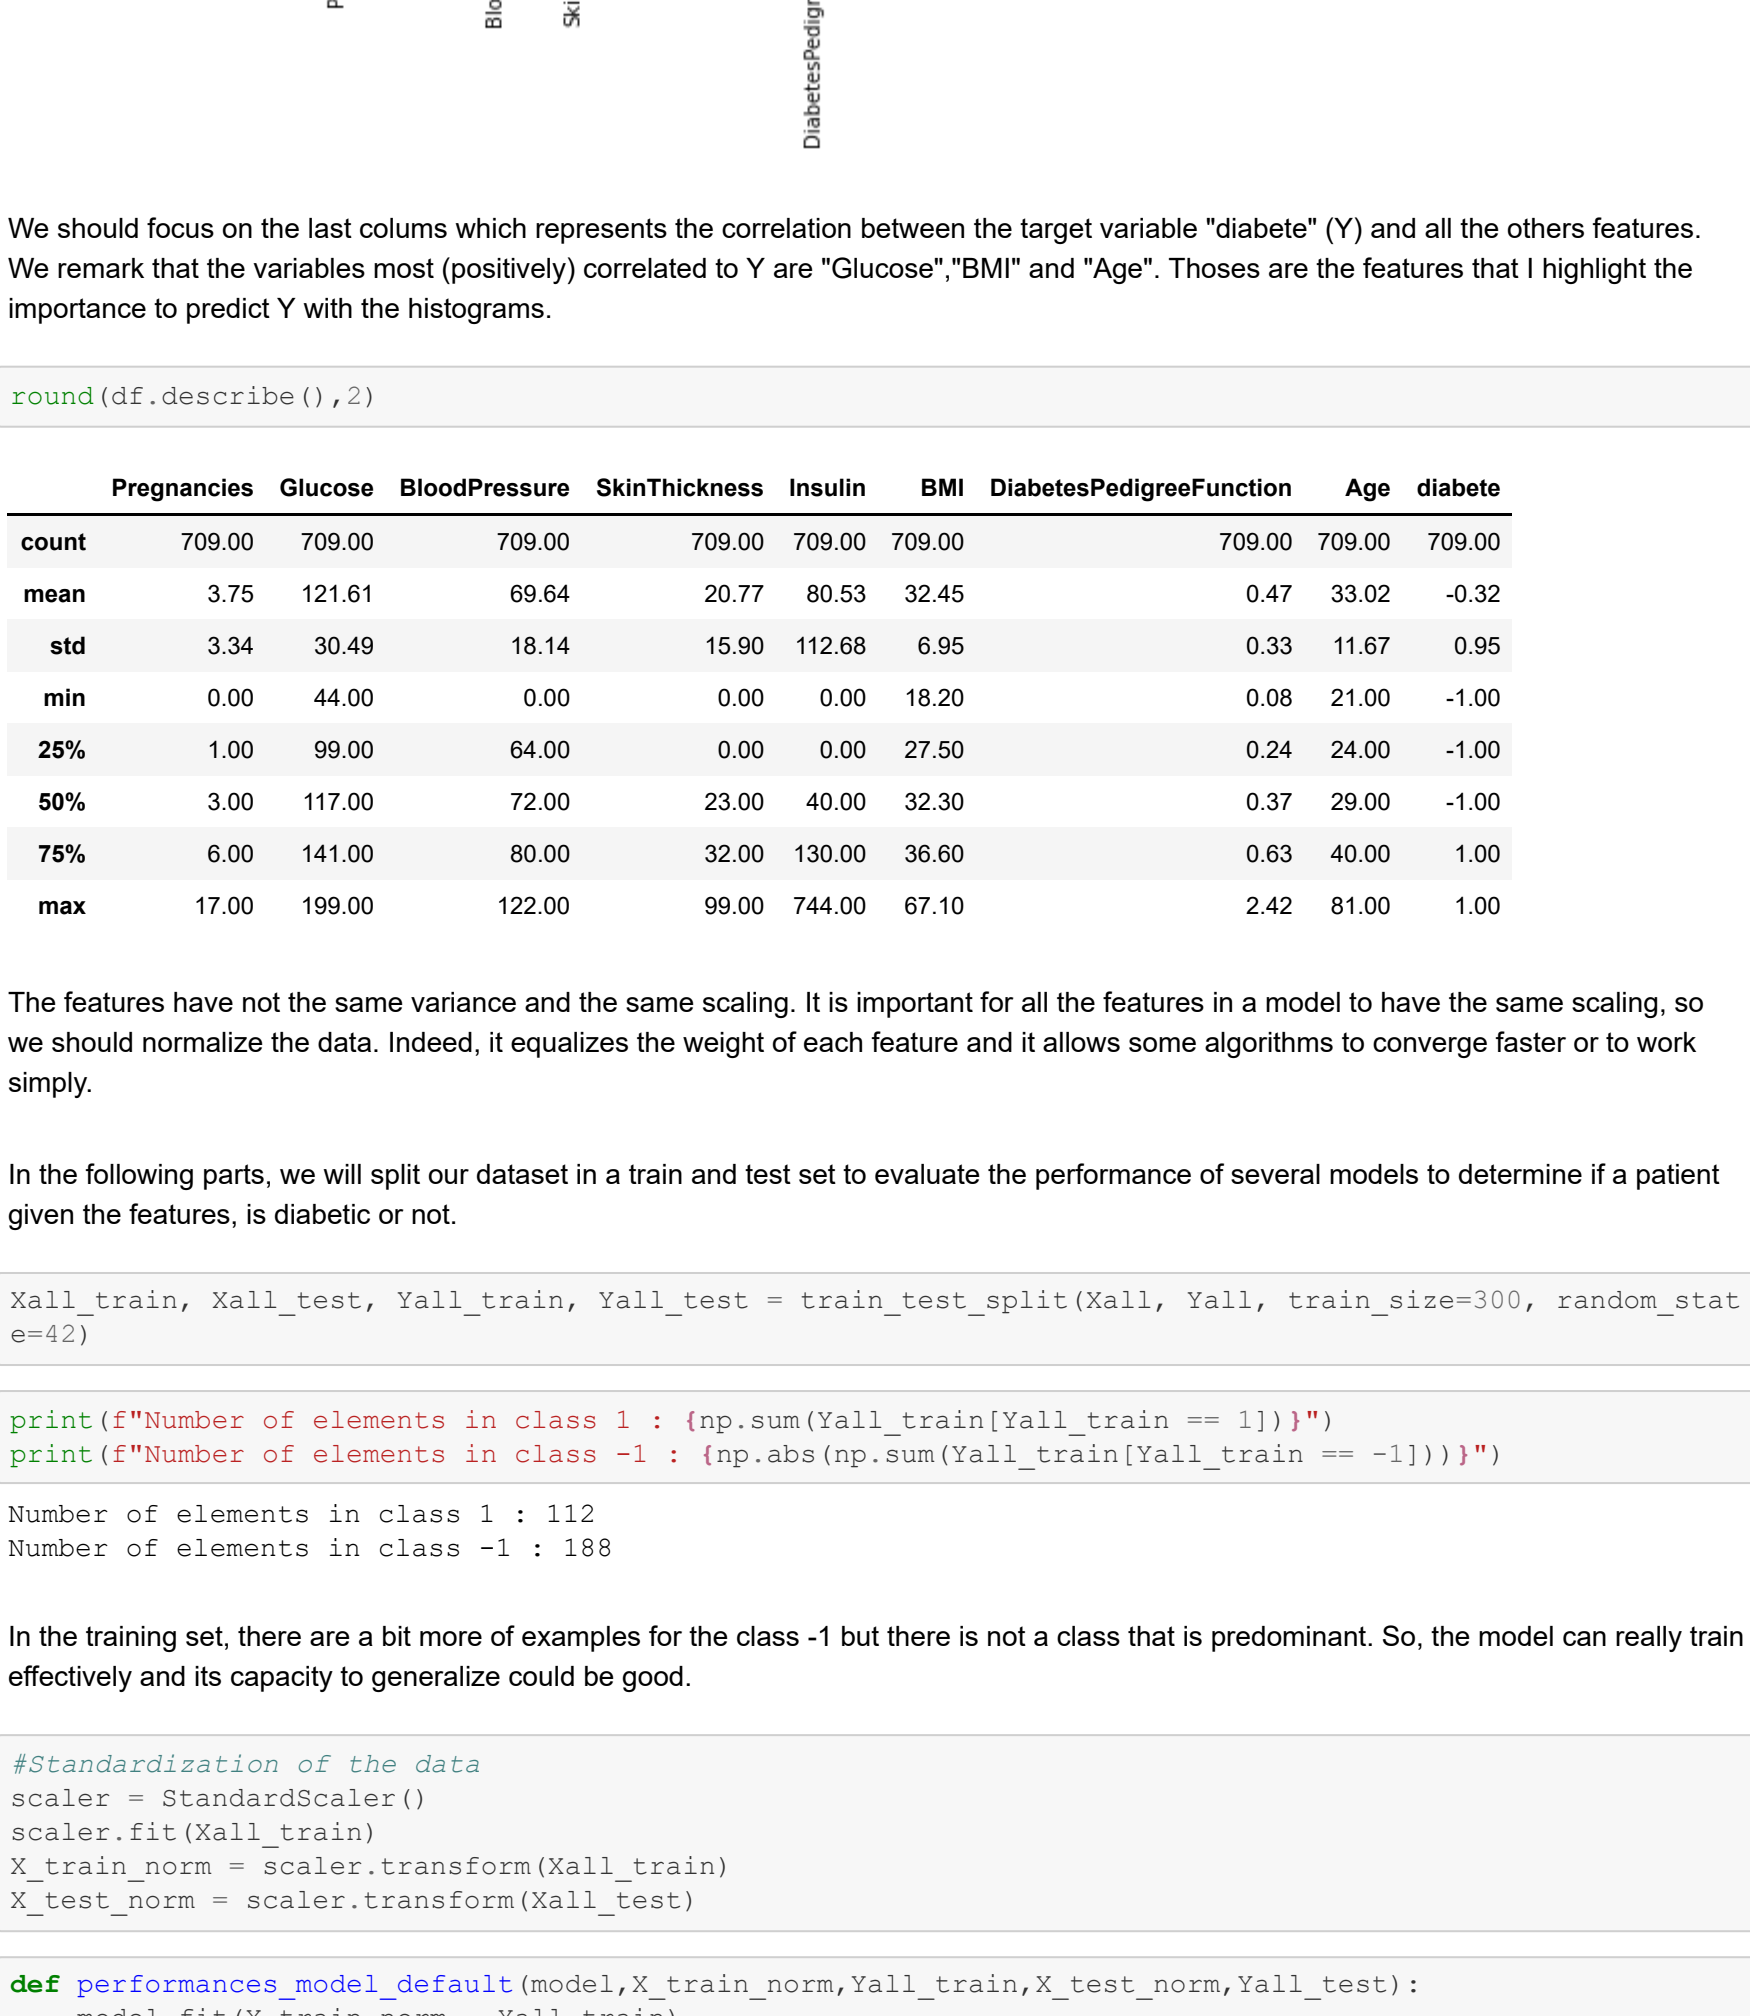 Blo
Ski
DiabetesPedigr
We should focus on the last colums which represents the correlation between the target variable "diabete" (Y) and all the others features.
We remark that the variables most (positively) correlated to Y are "Glucose","BMI" and "Age". Thoses are the features that I highlight the
importance to predict Y with the histograms.
round(df.describe(),2)
Pregnancies Glucose BloodPressure SkinThickness Insulin BMI DiabetesPedigreeFunction Age diabete
count 709.00 709.00 709.00 709.00 709.00 709.00 709.00 709.00 709.00
mean 3.75 121.61 69.64 20.77 80.53 32.45 0.47 33.02 -0.32
std 3.34 30.49 18.14 15.90 112.68 6.95 0.33 11.67 0.95
min 0.00 44.00 0.00 0.00 0.00 18.20 0.08 21.00 -1.00
25% 1.00 99.00 64.00 0.00 0.00 27.50 0.24 24.00 -1.00
50% 3.00 117.00 72.00 23.00 40.00 32.30 0.37 29.00 -1.00
75% 6.00 141.00 80.00 32.00 130.00 36.60 0.63 40.00 1.00
max 17.00 199.00 122.00 99.00 744.00 67.10 2.42 81.00 1.00
The features have not the same variance and the same scaling. It is important for all the features in a model to have the same scaling, so
we should normalize the data. Indeed, it equalizes the weight of each feature and it allows some algorithms to converge faster or to work
simply.
In the following parts, we will split our dataset in a train and test set to evaluate the performance of several models to determine if a patient
given the features, is diabetic or not.
Xall_train, Xall_test, Yall_train, Yall_test = train_test_split(Xall, Yall, train_size=300, random_stat
e=42)
print(f"Number of elements in class 1 : {np.sum(Yall_train[Yall_train == 1])}")
print(f"Number of elements in class -1 : {np.abs(np.sum(Yall_train[Yall_train == -1]))}")
Number of elements in class 1 : 112
Number of elements in class -1 : 188
In the training set, there are a bit more of examples for the class -1 but there is not a class that is predominant. So, the model can really train
effectively and its capacity to generalize could be good.
#Standardization of the data
scaler = StandardScaler()
scaler.fit(Xall_train)
X_train_norm = scaler.transform(Xall_train)
X_test_norm = scaler.transform(Xall_test)
def performances_model_default(model,X_train_norm,Yall_train,X_test_norm,Yall_test):